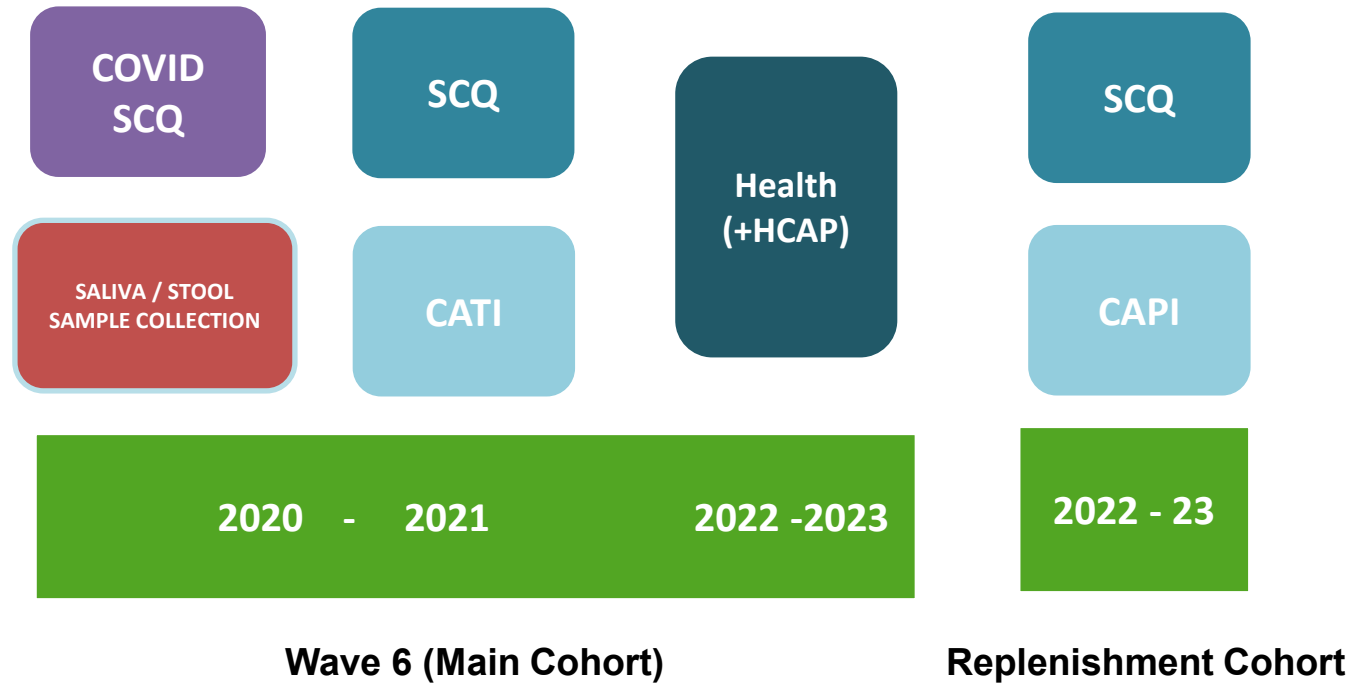 COVID
SCQ
SCQ
Health
(+HCAP)
SCQ
SALIVA / STOOL
SAMPLE COLLECTION
CATI
CAPI
2020 - 2021
2022 -2023
2022 - 23
Wave 6 (Main Cohort)
Replenishment Cohort